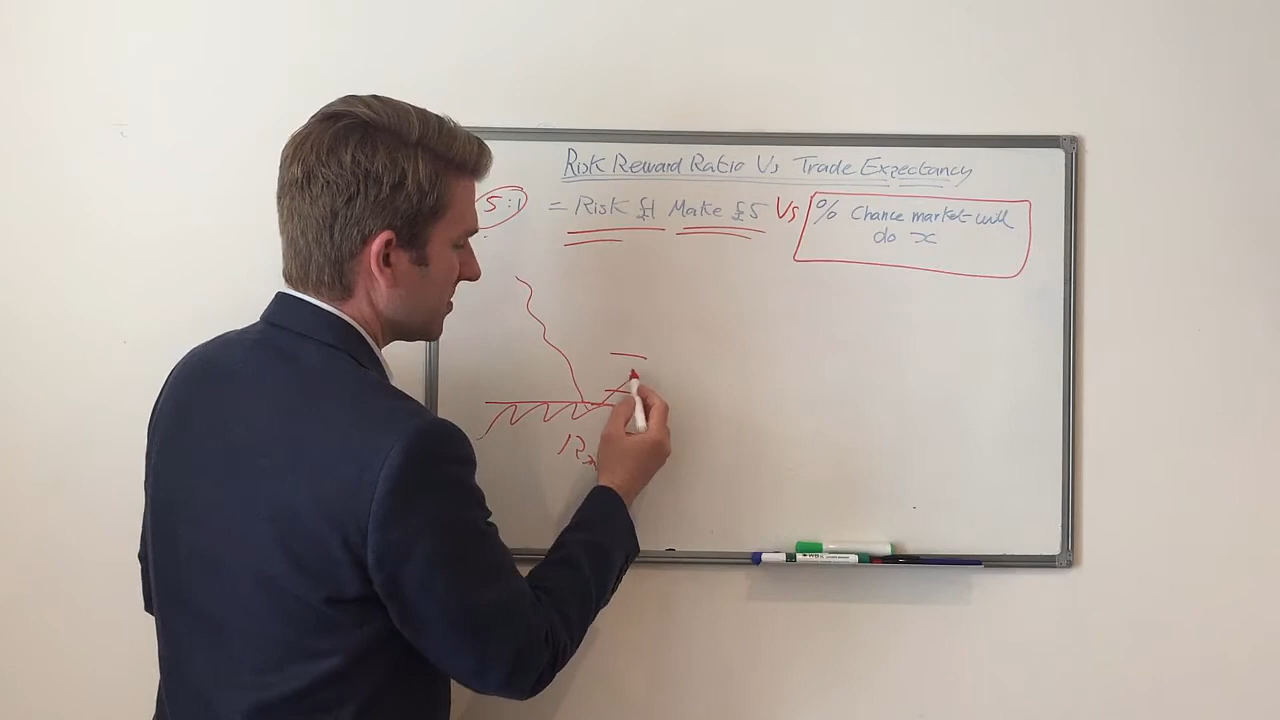 Risk Reward Ratio Vs Trade Expectancy
5:1 = Risk £1 Make £5 Vs % Chance market will
do x